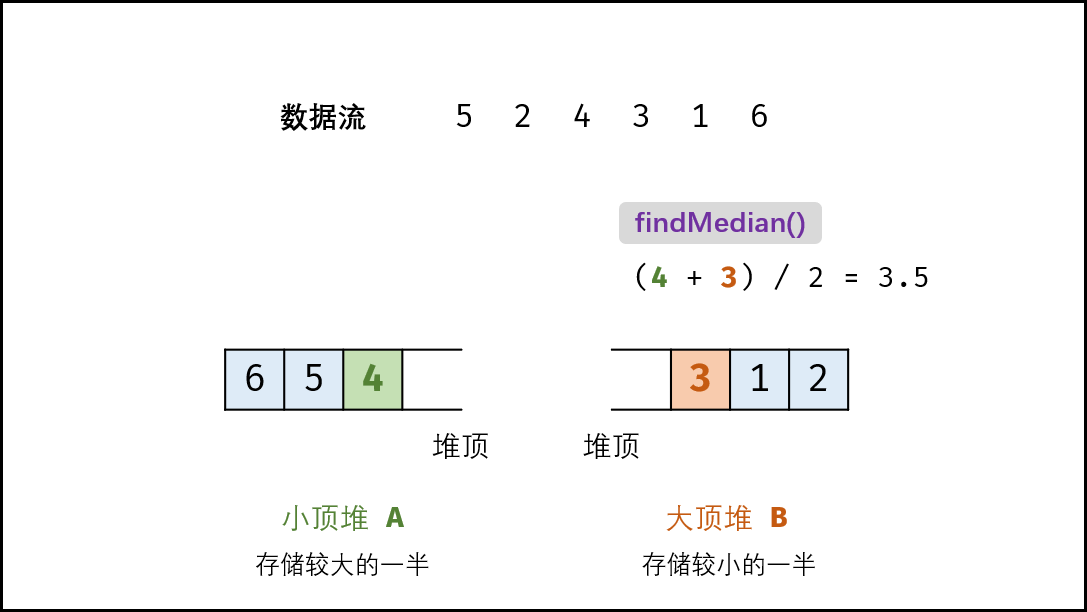 数据流 5 2 4 3 1 6
findMedian()
(4 + 3) / 2 = 3.5
6 5 4 3 1 2
堆顶 堆顶
小顶堆 A 大顶堆 B
存储较大的一半 存储较小的一半